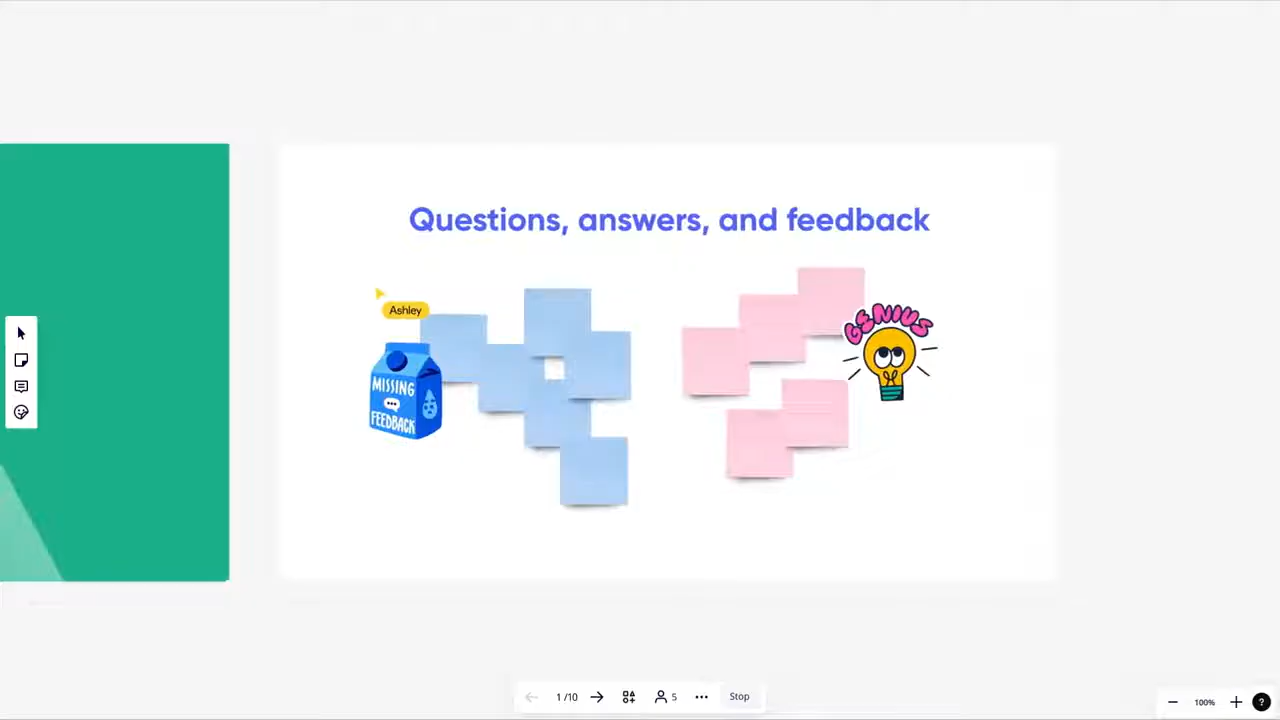 Questions, answers, and feedback
Ashley
GENIUS
MISSING
FEEDBACK
1 /10
5
Stop
100%
?